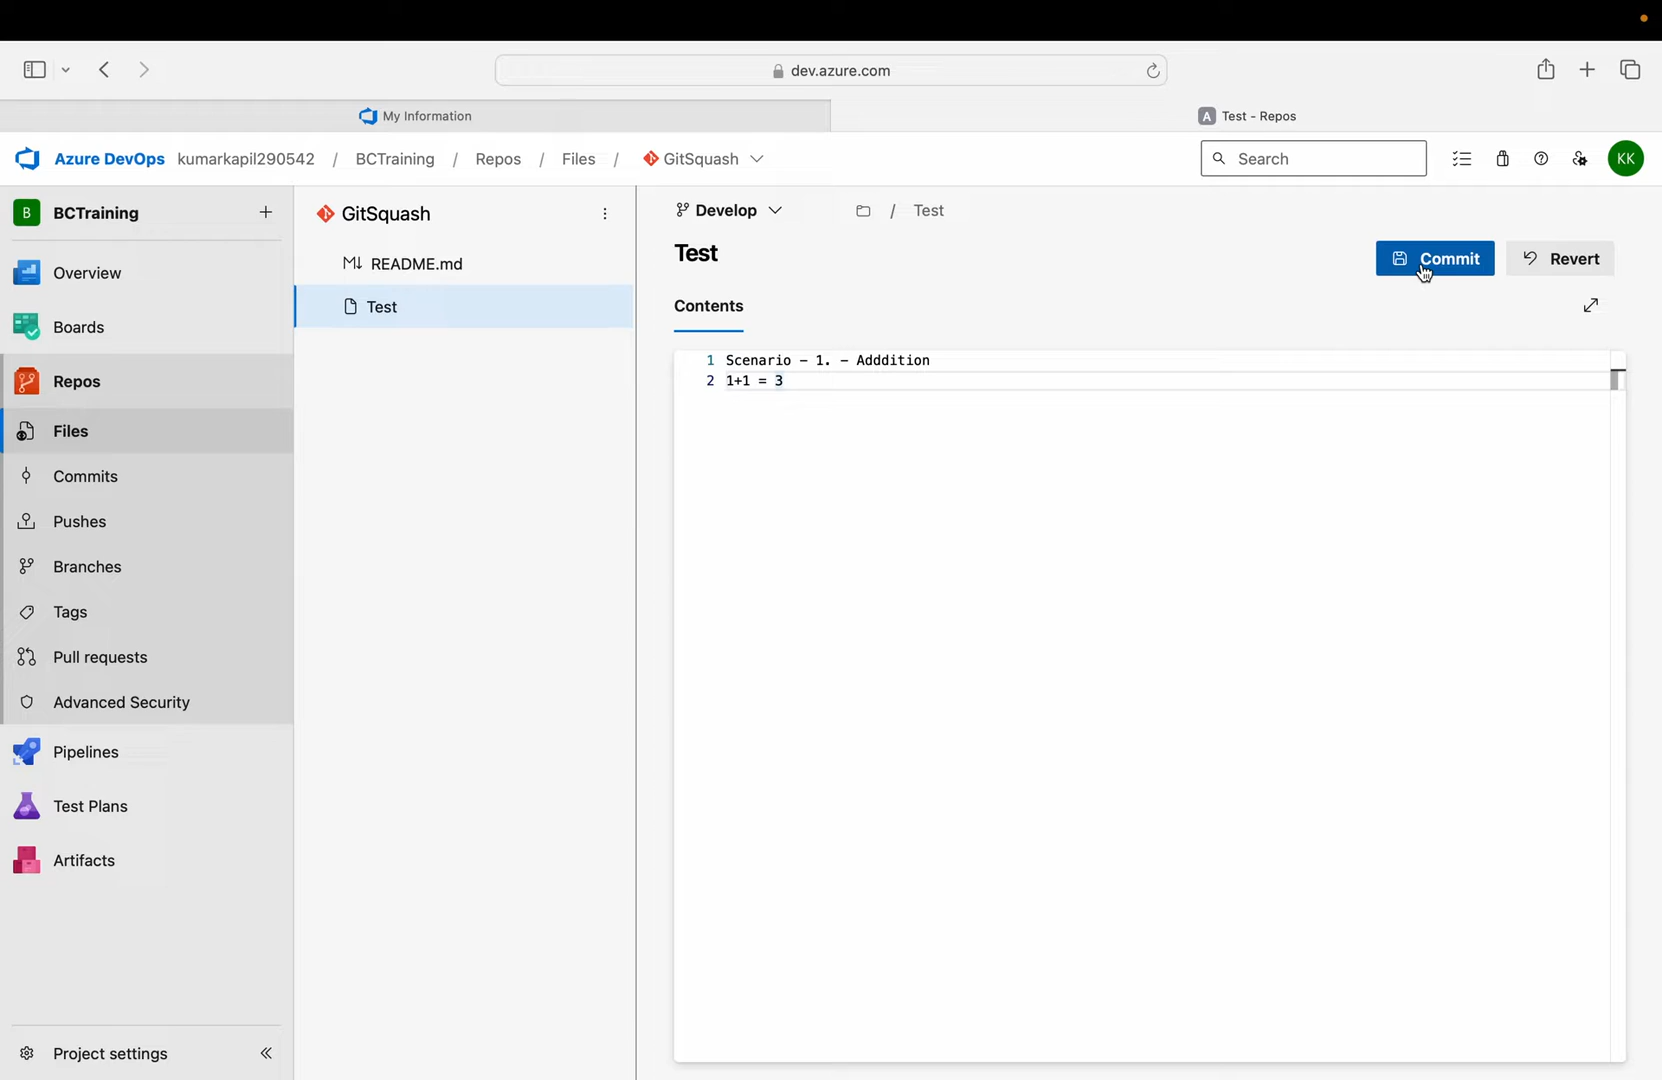 dev.azure.com
My Information
A Test - Repos
Azure DevOps kumarkapil290542 / BCTraining / Repos / Files / GitSquash
Search
KK
B BCTraining
Overview
Boards
Repos
Files
Commits
Pushes
Branches
Tags
Pull requests
Advanced Security
Pipelines
Test Plans
Artifacts
Project settings
GitSquash
README.md
Test
Develop / Test
Test
Commit
Revert
Contents
1 Scenario - 1. - Adddition
2 1+1 = 3